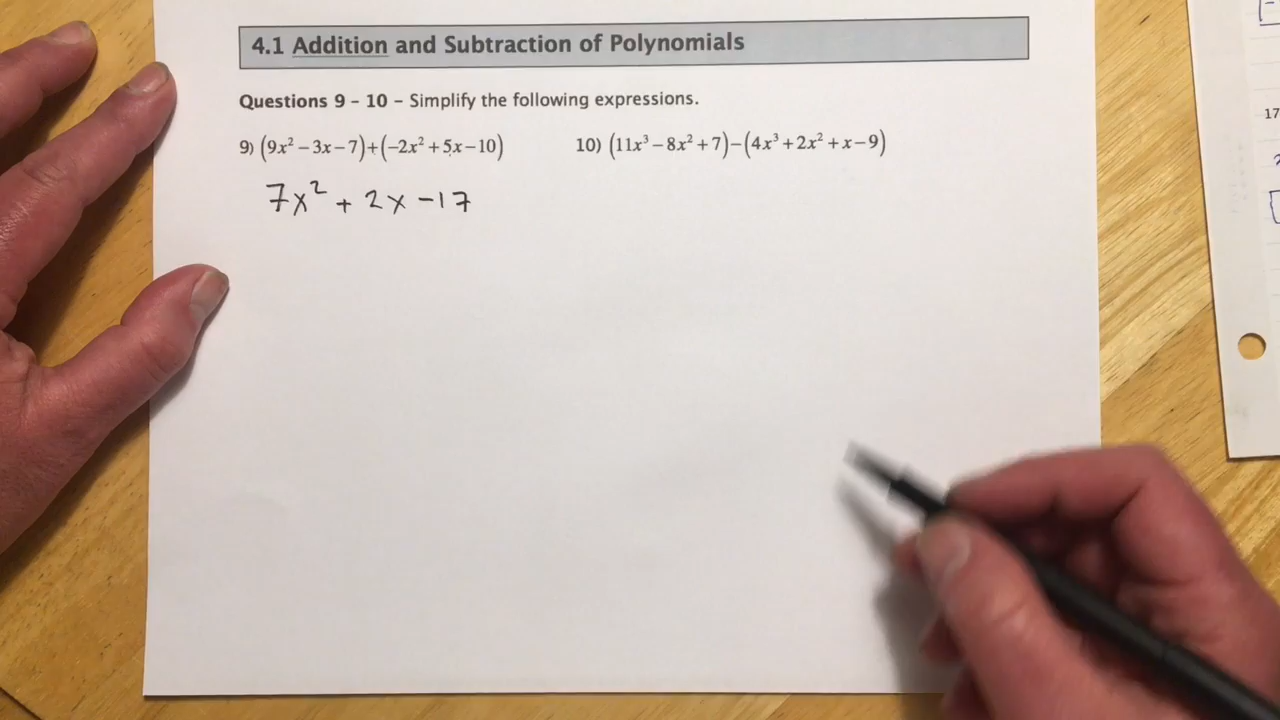 4.1 Addition and Subtraction of Polynomials
Questions 9 - 10 – Simplify the following expressions.
9) (9x² − 3x − 7) + (−2x² + 5x − 10) 10) (11x³ − 8x² + 7) − (4x³ + 2x² + x − 9)
7x² + 2x − 17
17